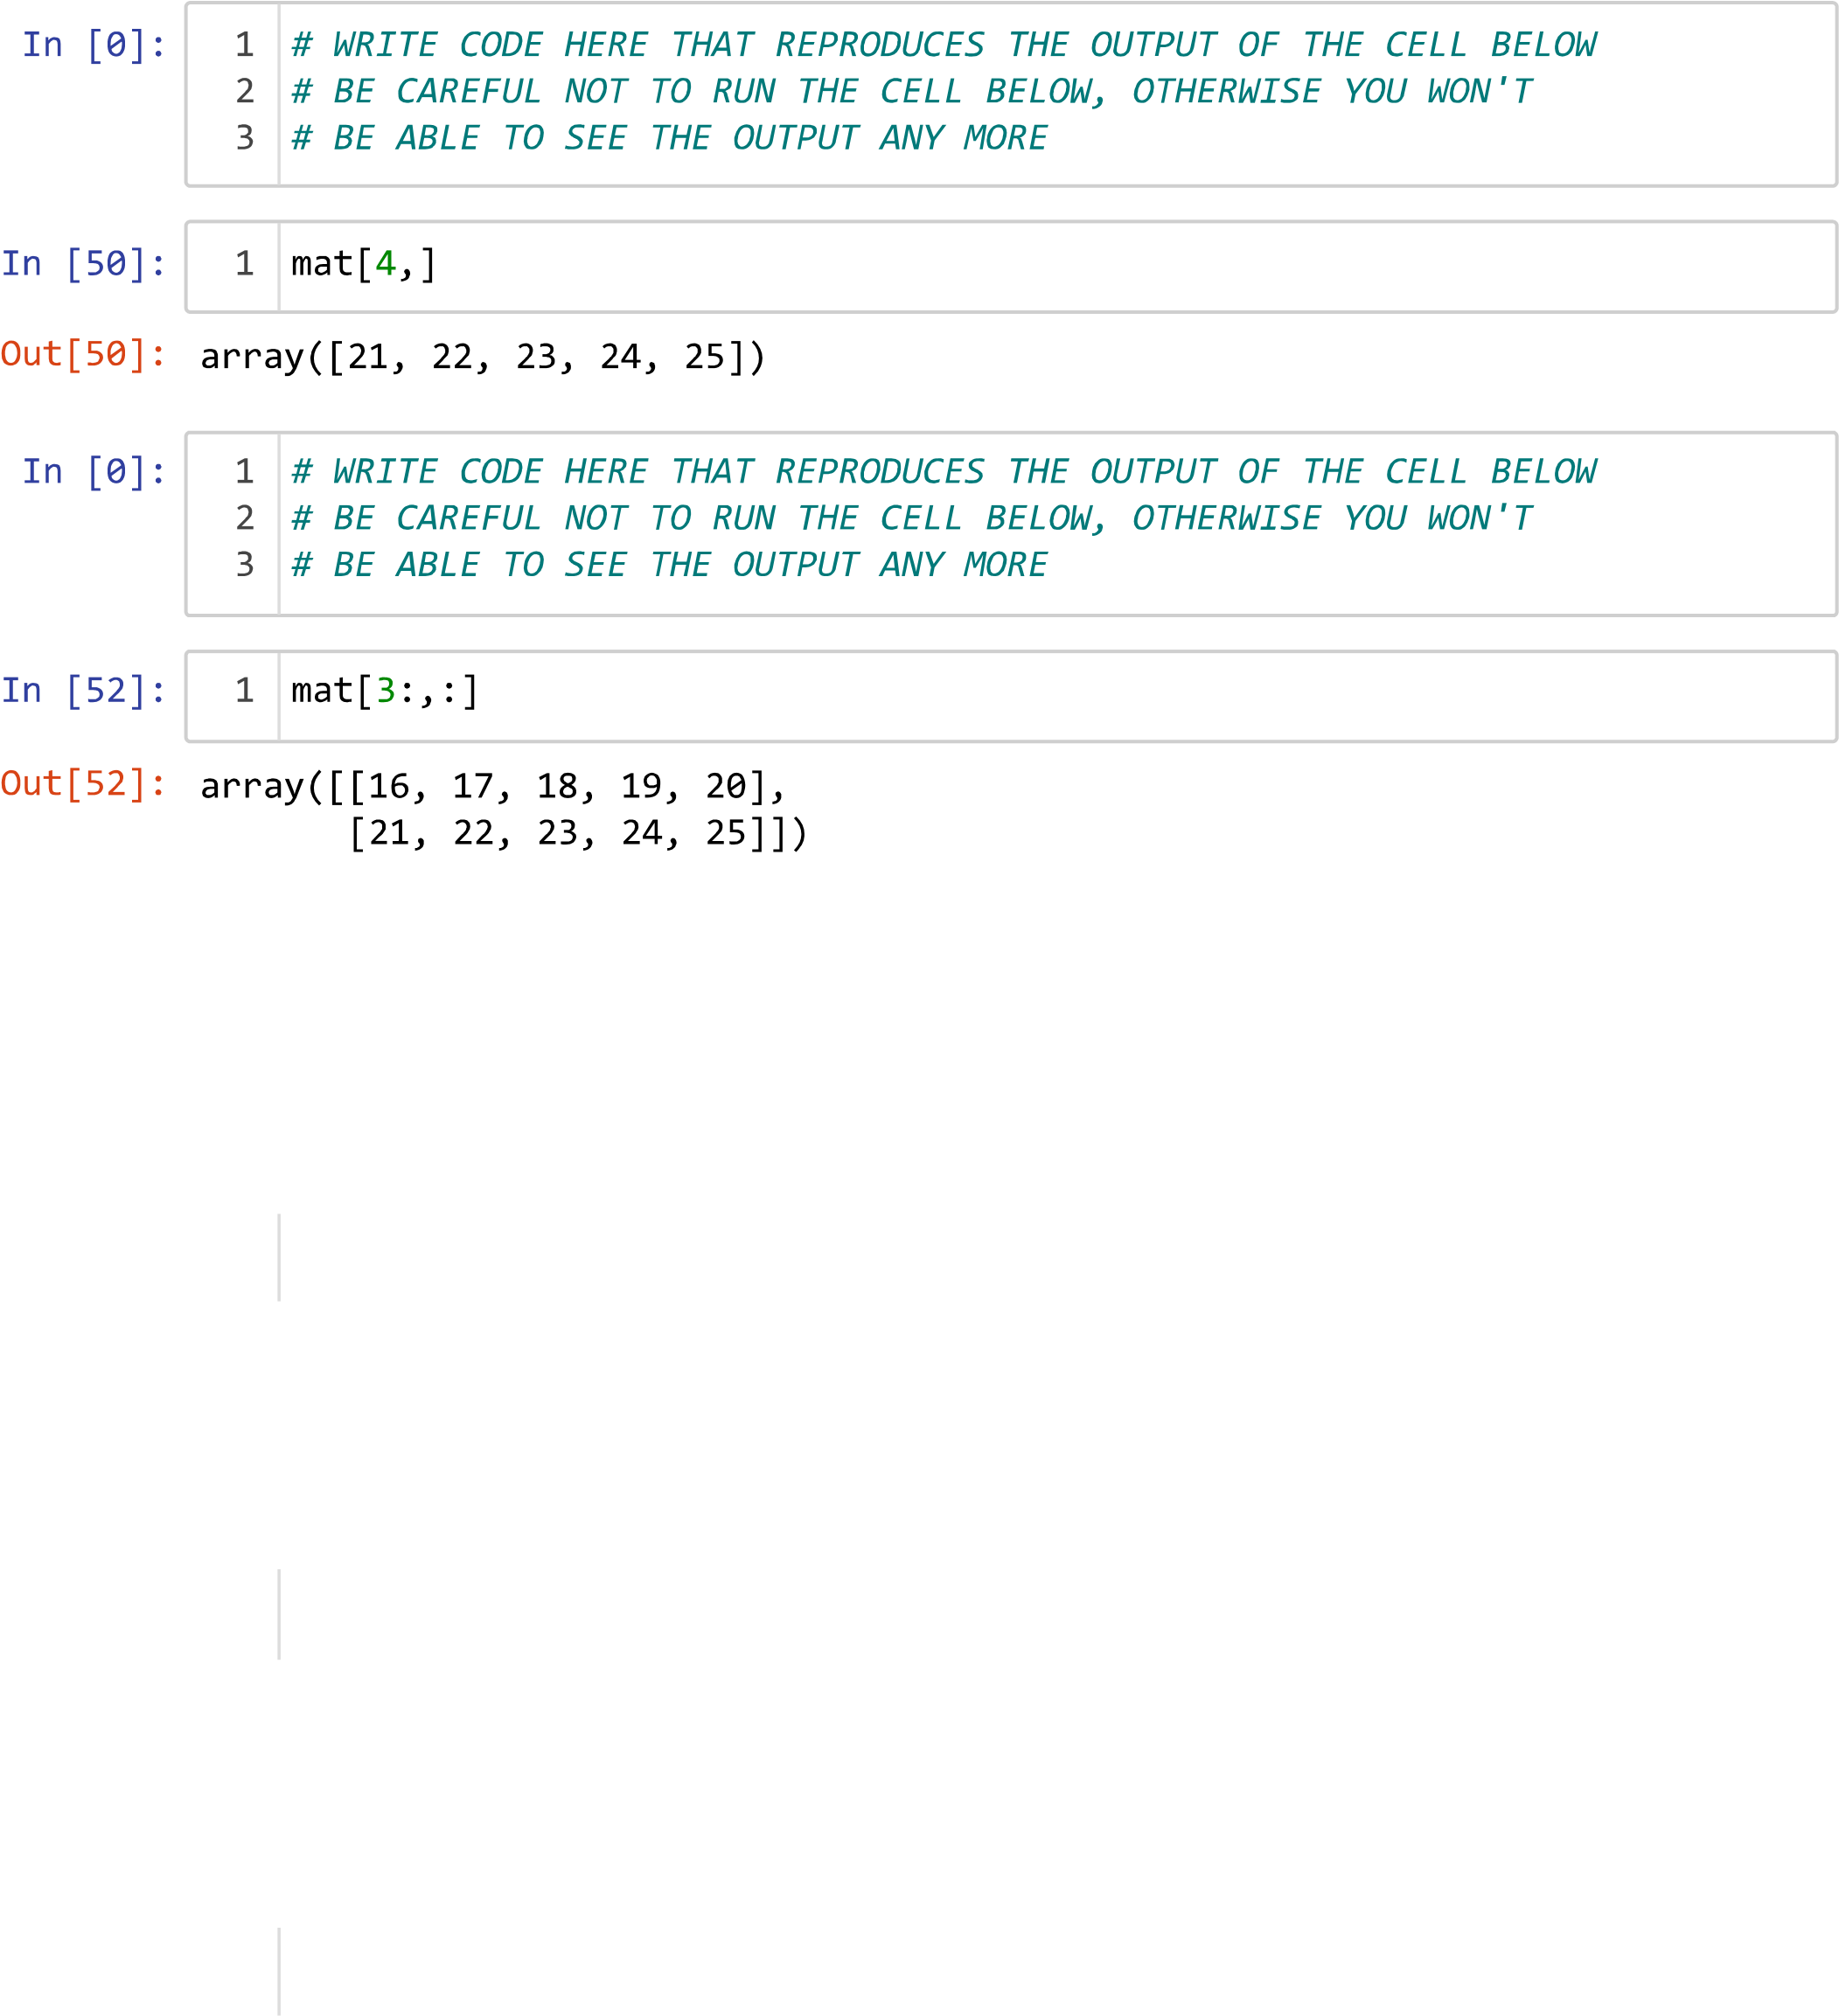 In [0]: 1 # WRITE CODE HERE THAT REPRODUCES THE OUTPUT OF THE CELL BELOW
2 # BE CAREFUL NOT TO RUN THE CELL BELOW, OTHERWISE YOU WON'T
3 # BE ABLE TO SEE THE OUTPUT ANY MORE
In [50]: 1 mat[4,]
Out[50]: array([21, 22, 23, 24, 25])
In [0]: 1 # WRITE CODE HERE THAT REPRODUCES THE OUTPUT OF THE CELL BELOW
2 # BE CAREFUL NOT TO RUN THE CELL BELOW, OTHERWISE YOU WON'T
3 # BE ABLE TO SEE THE OUTPUT ANY MORE
In [52]: 1 mat[3:,:]
Out[52]: array([[16, 17, 18, 19, 20],
[21, 22, 23, 24, 25]])